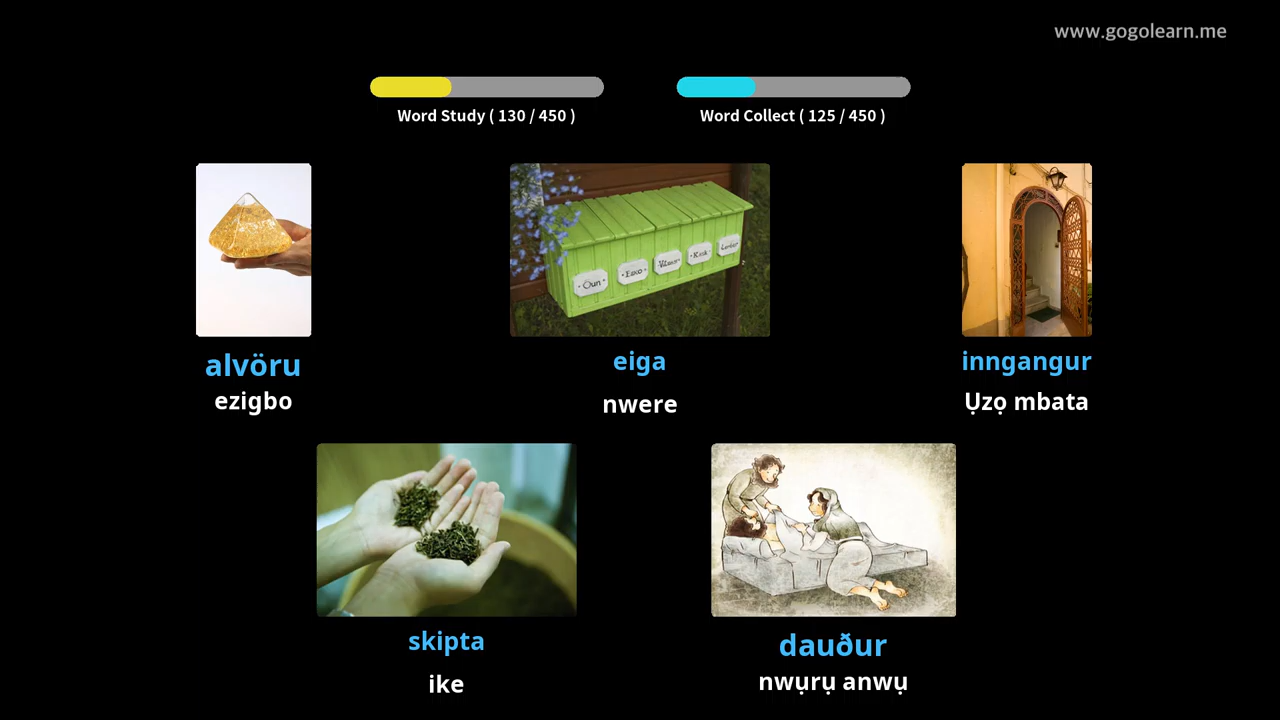 www.gogolearn.me
Word Study ( 130 / 450 )
Word Collect ( 125 / 450 )
Oun
alvöru
ezigbo
eiga
nwere
inngangur
Ụzọ mbata
skipta
ike
dauður
nwụrụ anwụ